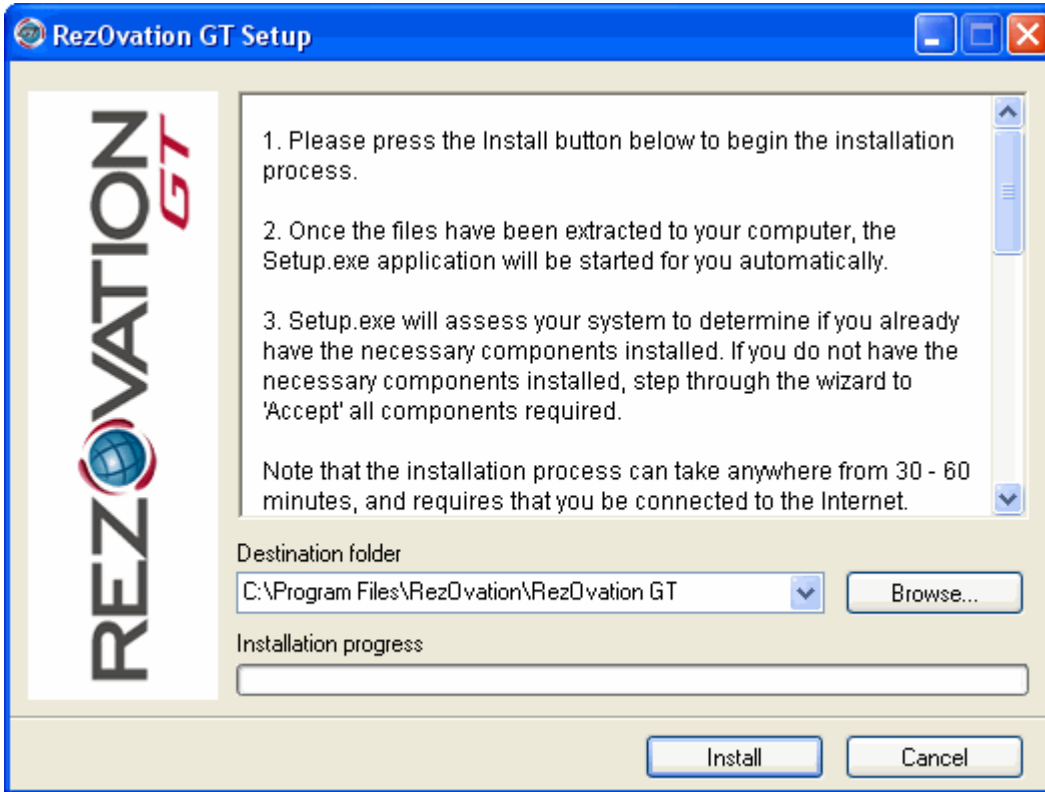 RezOvation GT Setup
REZOVATION
GT
1. Please press the Install button below to begin the installation
process.
2. Once the files have been extracted to your computer, the
Setup.exe application will be started for you automatically.
3. Setup.exe will assess your system to determine if you already
have the necessary components installed. If you do not have the
necessary components installed, step through the wizard to
'Accept' all components required.
Note that the installation process can take anywhere from 30 - 60
minutes, and requires that you be connected to the Internet.
Destination folder
C:\Program Files\RezOvation\RezOvation GT
Browse...
Installation progress
Install
Cancel